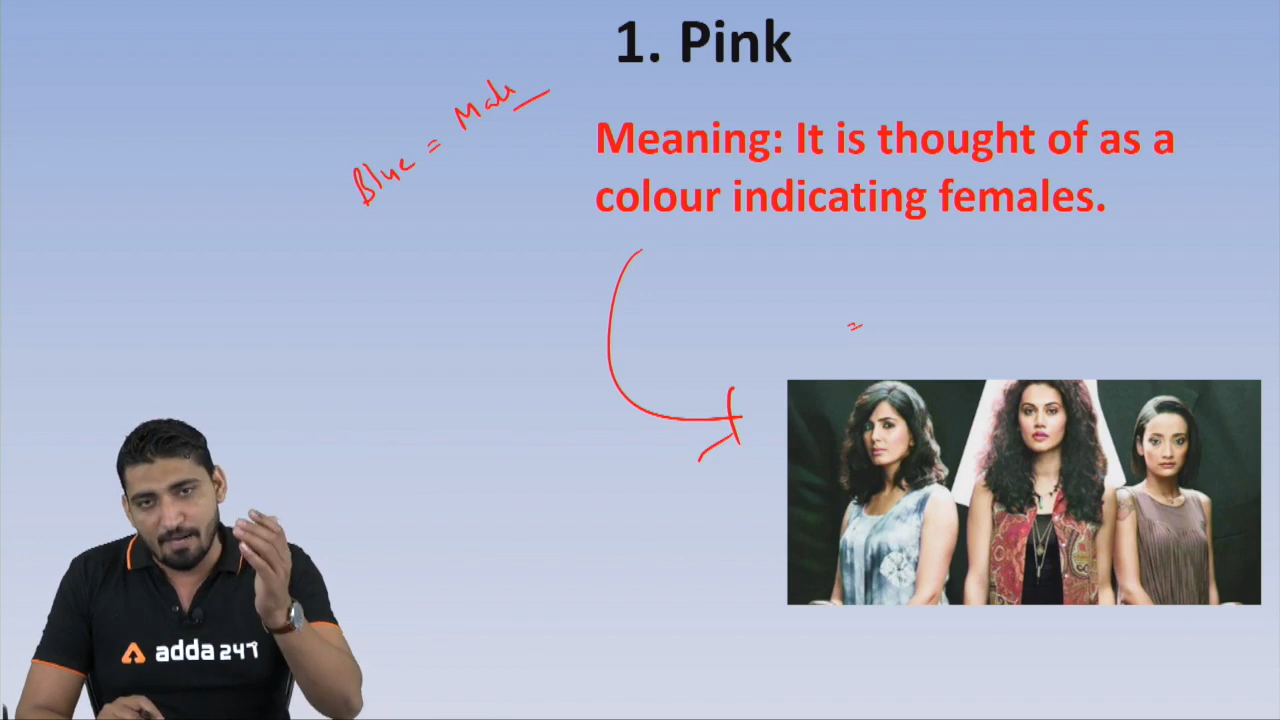 1. Pink
Blue = Male
Meaning: It is thought of as a
colour indicating females.
=
adda 247